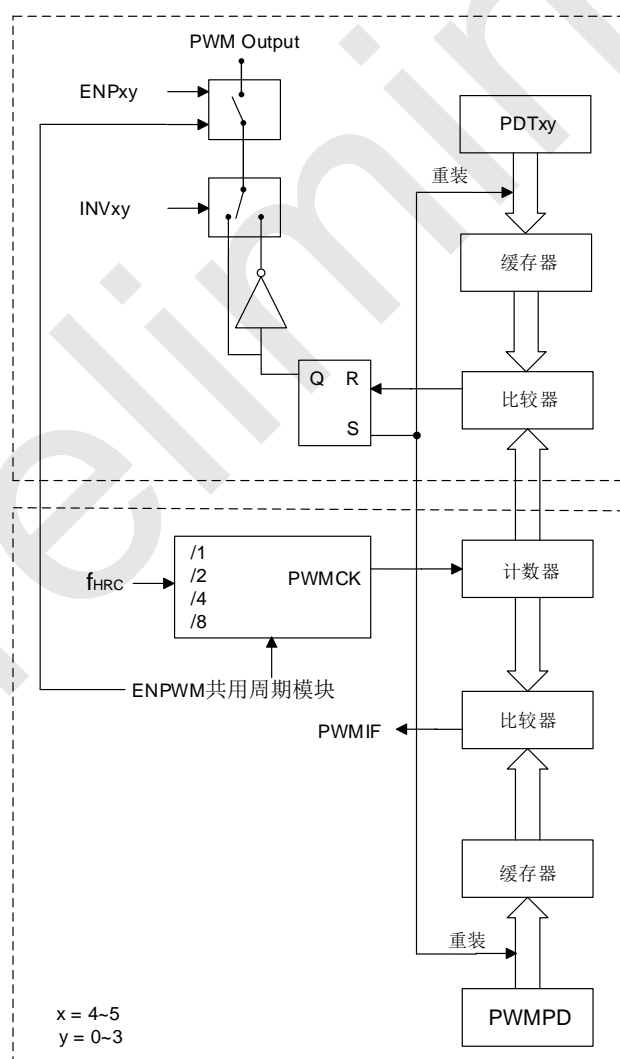 PWM Output
ENPxy
PDTxy
重装
INVxy
缓存器
Q R
S
比较器
fHRC
/1
/2
/4
/8
PWMCK
计数器
ENPWM共用周期模块
PWMIF
比较器
缓存器
重装
PWMPD
x = 4~5
y = 0~3